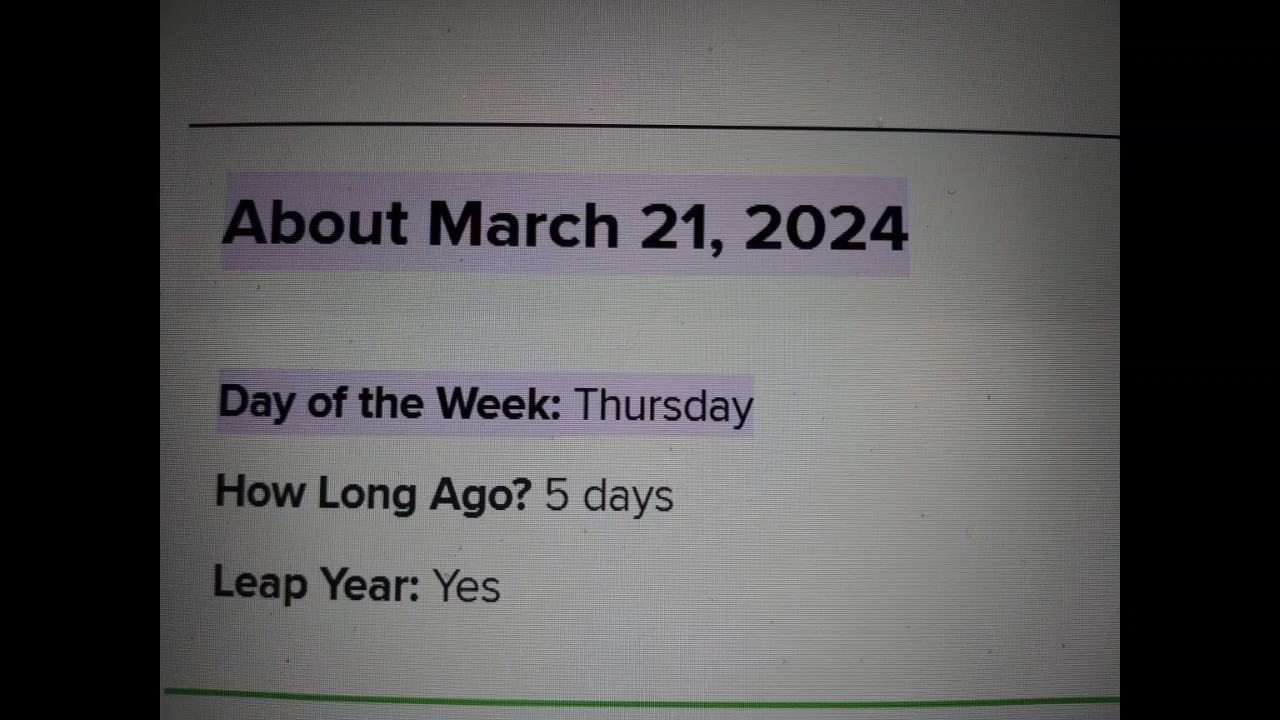 About March 21, 2024
Day of the Week: Thursday
How Long Ago? 5 days
Leap Year: Yes